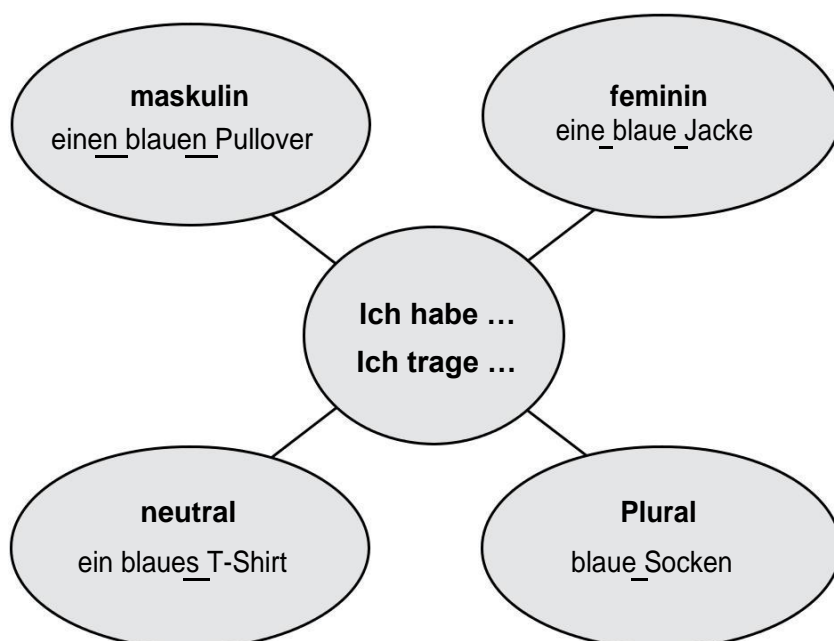 maskulin
einen blauen Pullover
feminin
eine blaue Jacke
Ich habe …
Ich trage …
neutral
ein blaues T-Shirt
Plural
blaue Socken